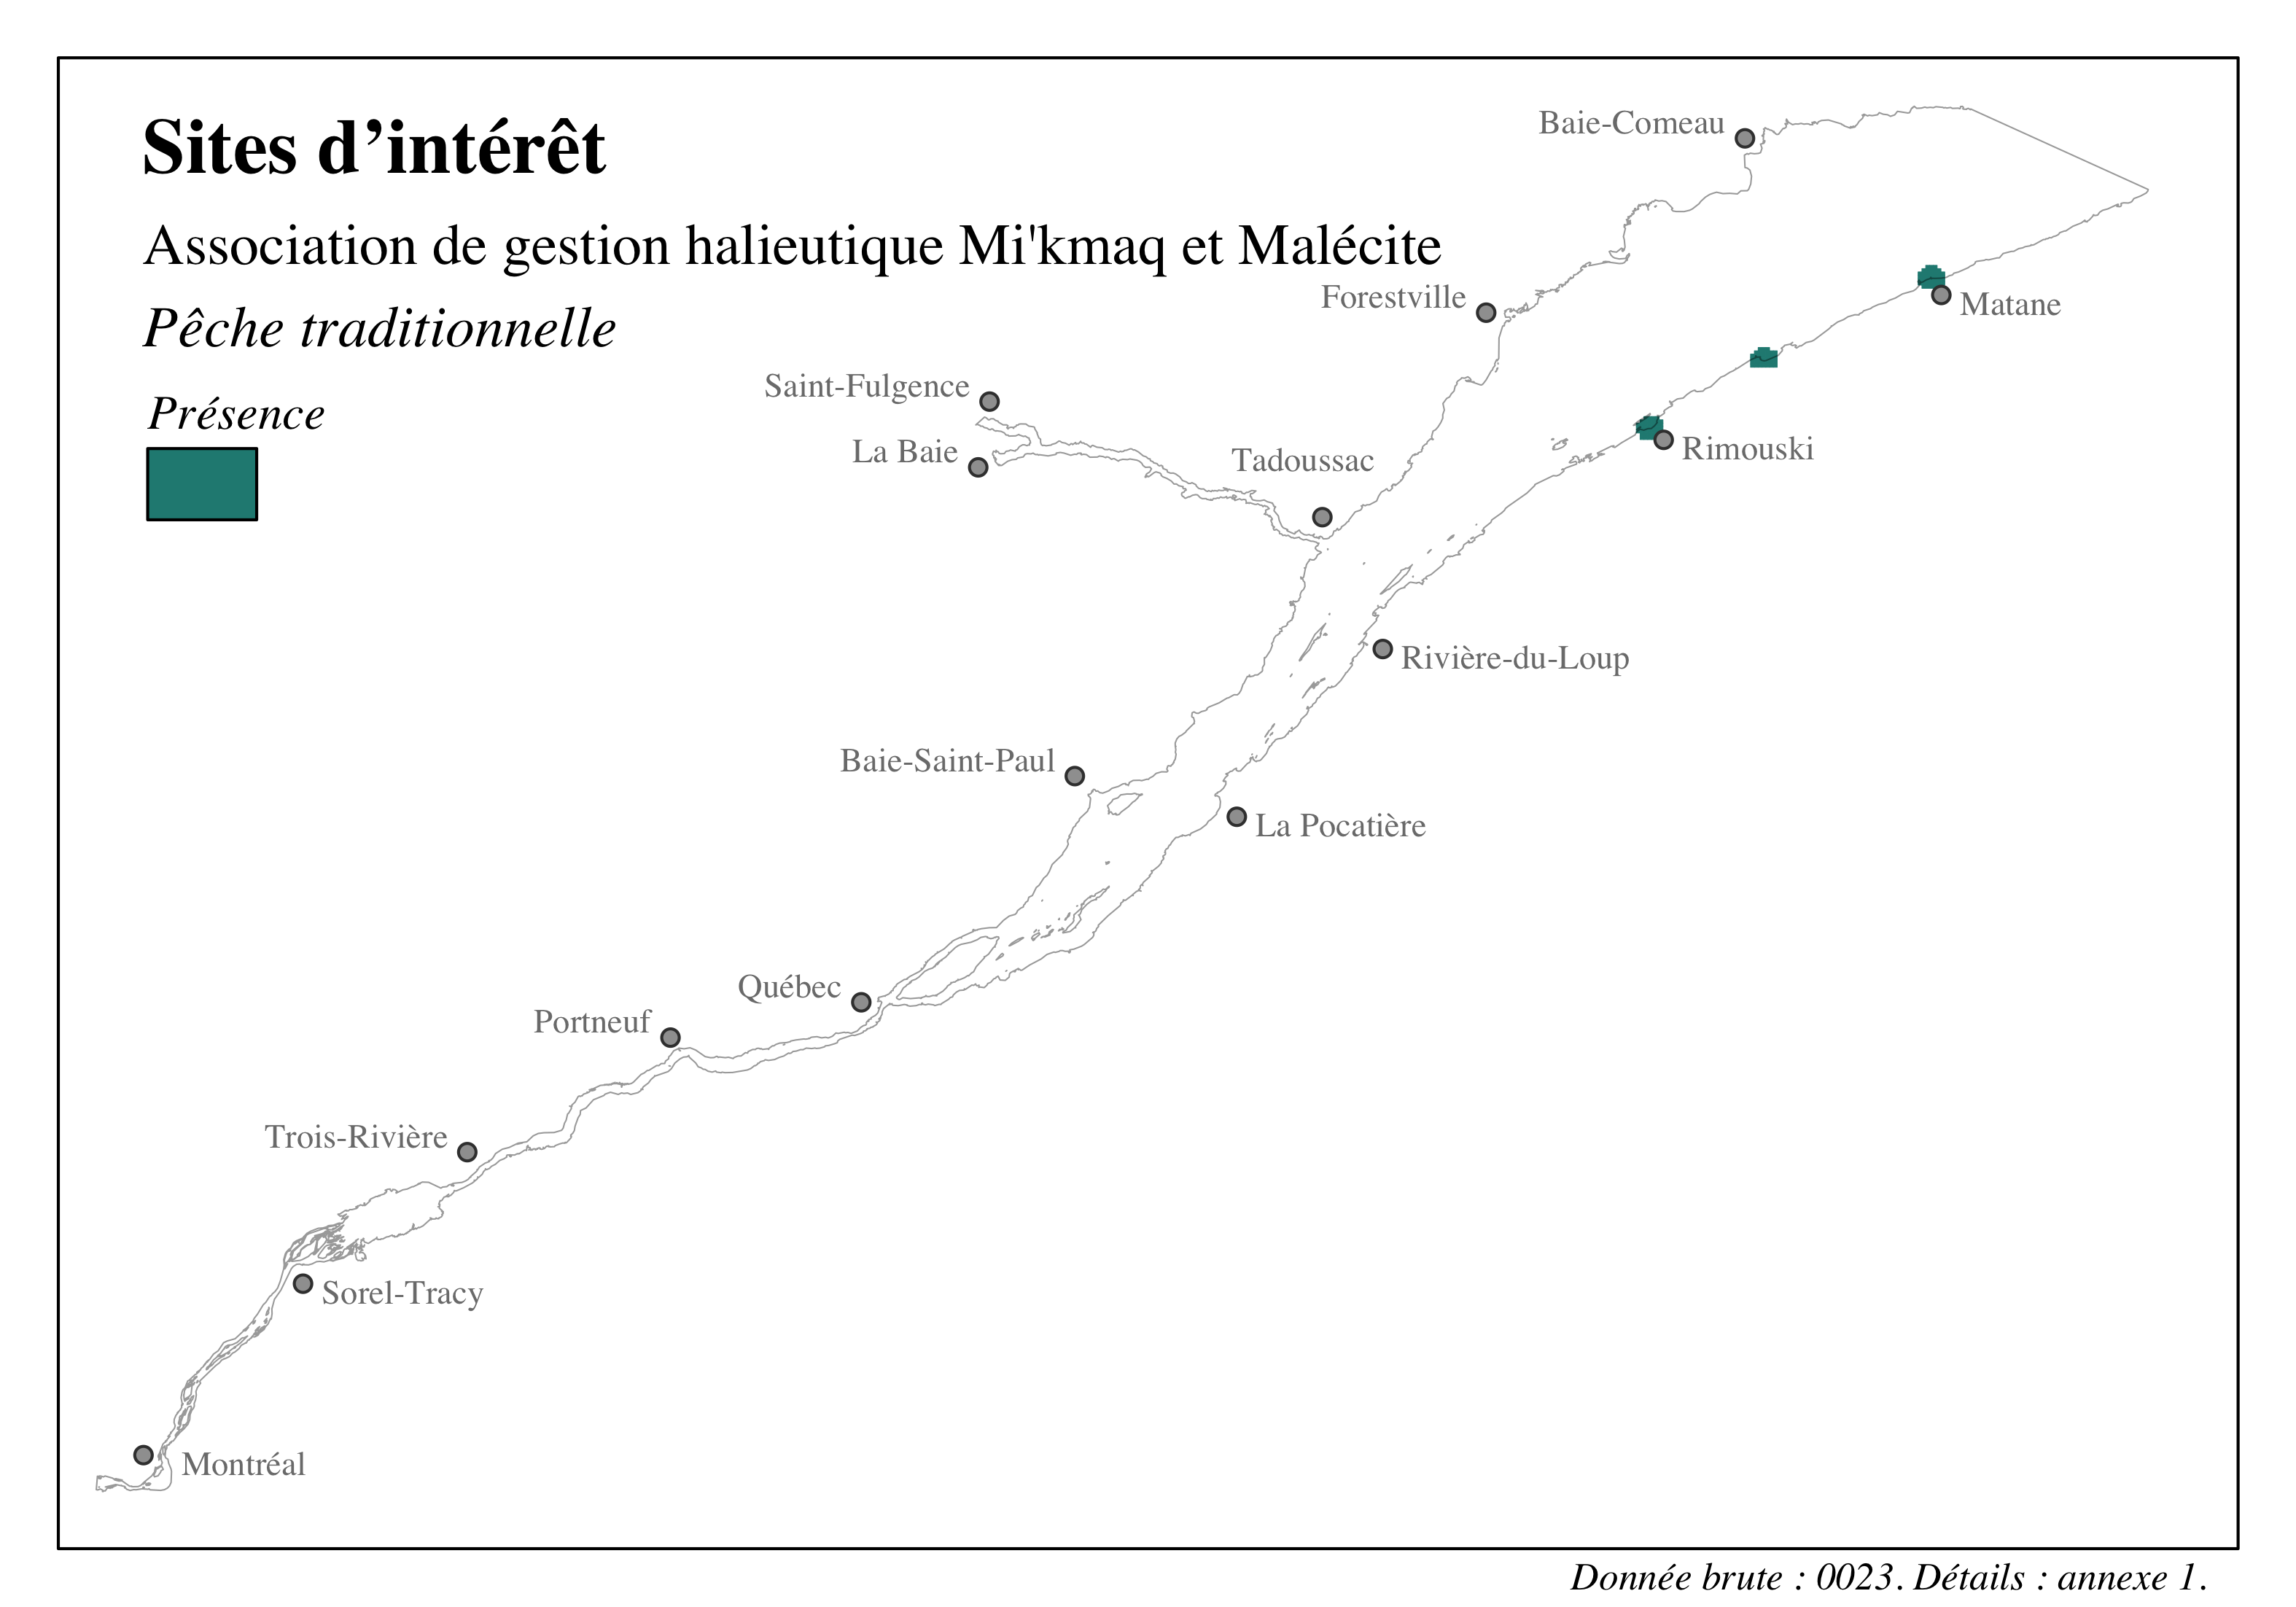 Sites d’intérêt
Association de gestion halieutique Mi'kmaq et Malécite
Pêche traditionnelle
Présence
Baie-Comeau
Forestville
Matane
Saint-Fulgence
La Baie
Tadoussac
Rimouski
Rivière-du-Loup
Baie-Saint-Paul
La Pocatière
Québec
Portneuf
Trois-Rivière
Sorel-Tracy
Montréal
Donnée brute : 0023. Détails : annexe 1.